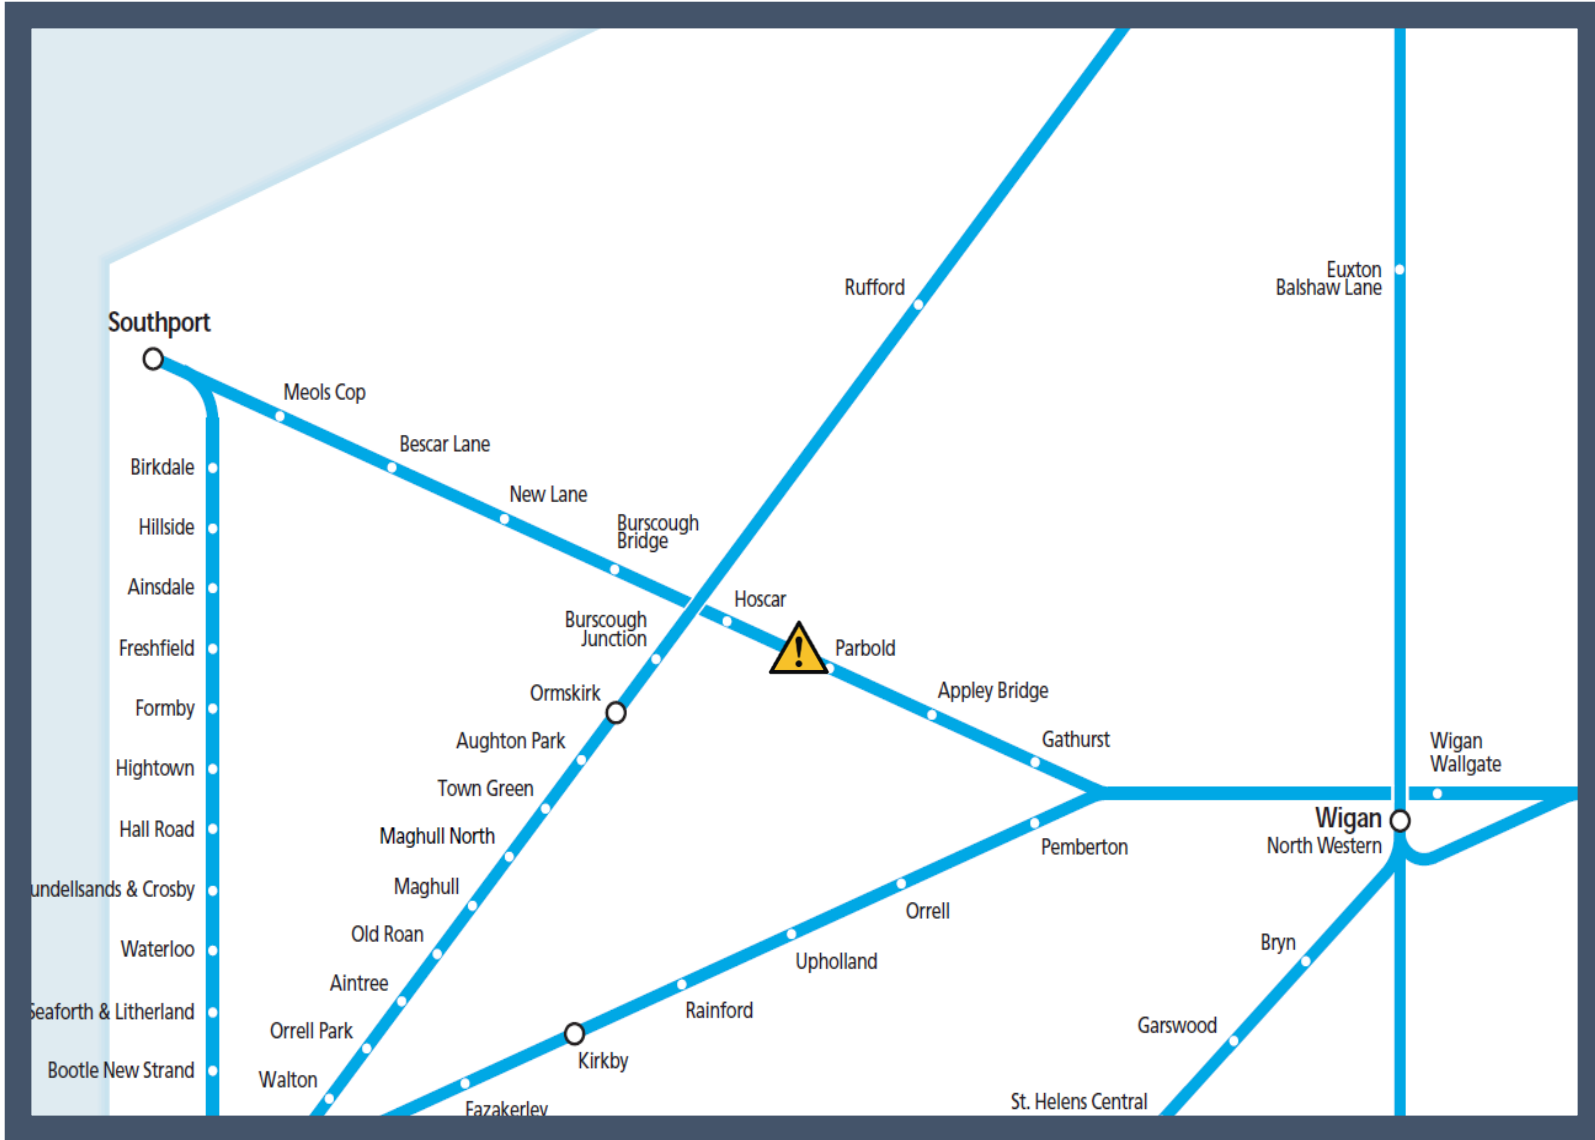 Rufford
Euxton
Balshaw Lane
Southport
Meols Cop
Bescar Lane
New Lane
Burscough
Bridge
Birkdale
Hillside
Ainsdale
Freshfield
Formby
Hightown
Hall Road
undellsands & Crosby
Waterloo
Seaforth & Litherland
Bootle New Strand
Hoscar
!
Parbold
Appley Bridge
Gathurst
Burscough
Junction
Ormskirk
Aughton Park
Town Green
Maghull North
Maghull
Old Roan
Aintree
Orrell Park
Walton
Wigan
Wallgate
Wigan
North Western
Pemberton
Orrell
Upholland
Rainford
Kirkby
Fazakerley
Bryn
Garswood
St. Helens Central